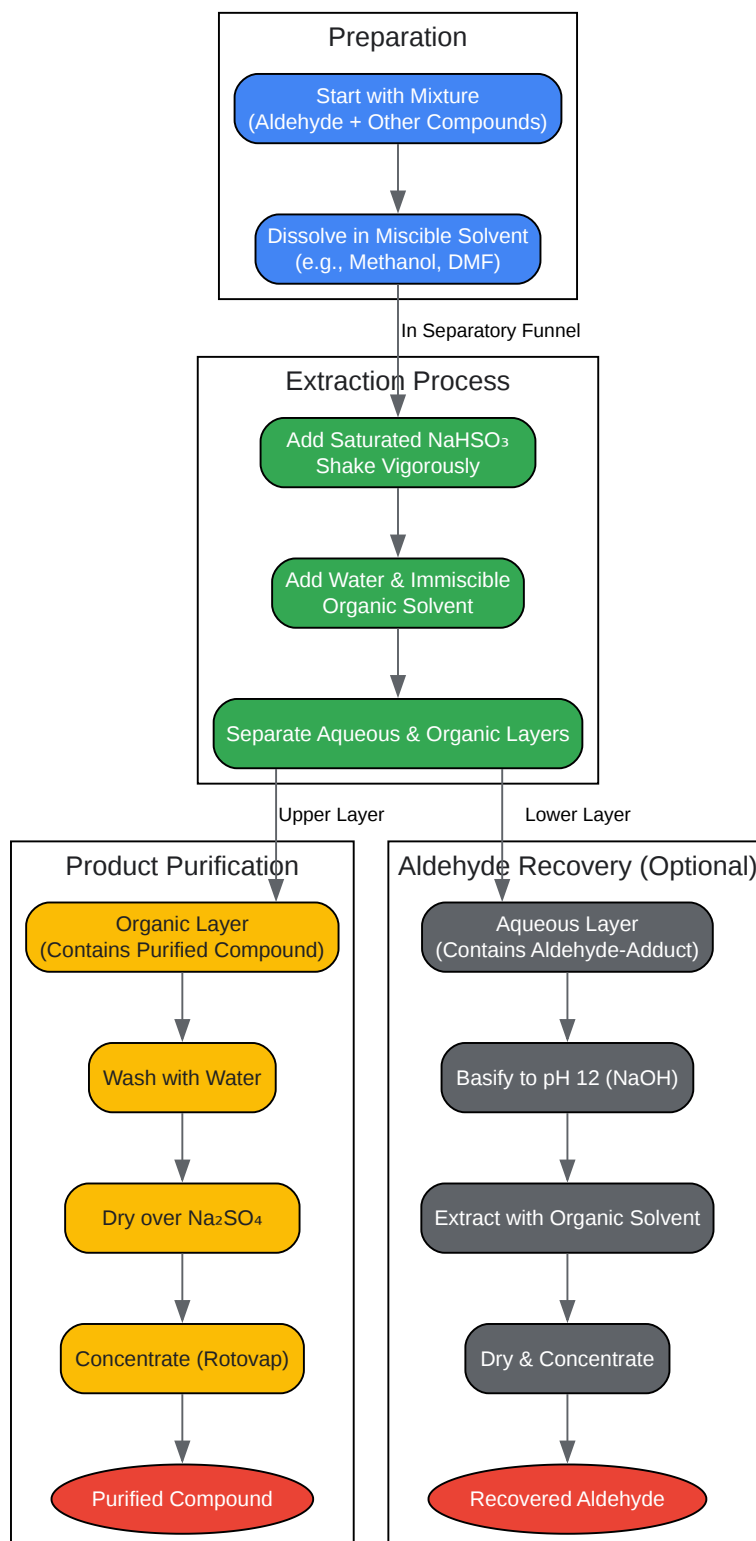 Preparation
Start with Mixture
(Aldehyde + Other Compounds)
Dissolve in Miscible Solvent
(e.g., Methanol, DMF)
In Separatory Funnel
Extraction Process
Add Saturated NaHSO₃
Shake Vigorously
Add Water & Immiscible
Organic Solvent
Separate Aqueous & Organic Layers
Upper Layer
Lower Layer
Product Purification
Organic Layer
(Contains Purified Compound)
Wash with Water
Dry over Na₂SO₄
Concentrate (Rotovap)
Purified Compound
Aldehyde Recovery (Optional)
Aqueous Layer
(Contains Aldehyde-Adduct)
Basify to pH 12 (NaOH)
Extract with Organic Solvent
Dry & Concentrate
Recovered Aldehyde